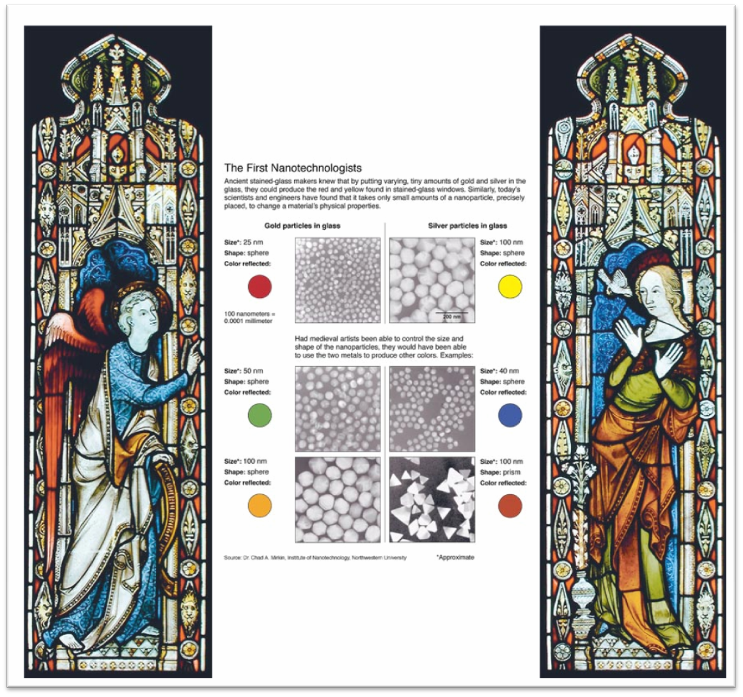 The First Nanotechnologists
Ancient stained-glass makers knew that by putting varying, tiny amounts of gold and silver in the
glass, they could produce the red and yellow found in stained-glass windows. Similarly, today's
scientists and engineers have found that it takes only small amounts of a nanoparticle, precisely
placed, to change a material's physical properties.
Gold particles in glass
Silver particles in glass
Size*: 25 nm
Shape: sphere
Color reflected:
Size*: 100 nm
Shape: sphere
Color reflected:
200 nm
100 nanometers =
0.0001 millimeter
Had medieval artists been able to control the size and
shape of the nanoparticles, they would have been able
to use the two metals to produce other colors. Examples:
Size*: 50 nm
Shape: sphere
Color reflected:
Size*: 40 nm
Shape: sphere
Color reflected:
Size*: 100 nm
Shape: sphere
Color reflected:
Size*: 100 nm
Shape: prism
Color reflected:
Source: Dr. Chad A. Mirkin, Institute of Nanotechnology, Northwestern University
*Approximate